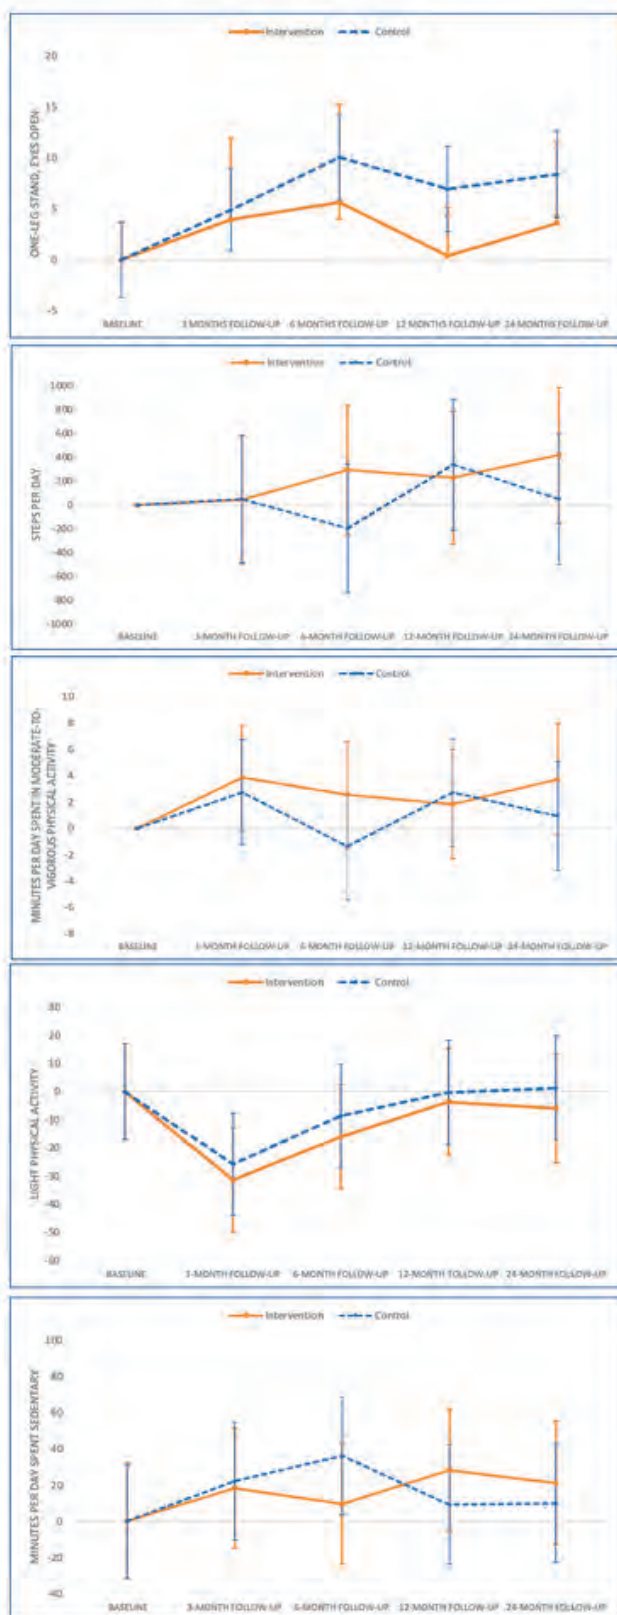 Intervention Control
20
15
10
5
0
-5
ONE-LEG STAND, EYES OPEN
BASELINE 3 MONTHS FOLLOW-UP 6 MONTHS FOLLOW-UP 12 MONTHS FOLLOW-UP 24 MONTHS FOLLOW-UP
Intervention Control
1000
800
600
400
200
0
-200
-400
-600
-800
-1000
STEPS PER DAY
BASELINE 3-MONTH FOLLOW-UP 6-MONTH FOLLOW-UP 12-MONTH FOLLOW-UP 24-MONTH FOLLOW-UP
Intervention Control
10
8
6
4
2
0
-2
-4
-6
-8
MINUTES PER DAY SPENT IN MODERATE-TO-
VIGOROUS PHYSICAL ACTIVITY
BASELINE 3-MONTH FOLLOW-UP 6-MONTH FOLLOW-UP 12-MONTH FOLLOW-UP 24-MONTH FOLLOW-UP
Intervention Control
30
20
10
0
-10
-20
-30
-40
-50
-60
LIGHT PHYSICAL ACTIVITY
BASELINE 3-MONTH FOLLOW-UP 6-MONTH FOLLOW-UP 12-MONTH FOLLOW-UP 24-MONTH FOLLOW-UP
Intervention Control
100
80
60
40
20
0
-20
-40
MINUTES PER DAY SPENT SEDENTARY
BASELINE 3-MONTH FOLLOW-UP 6-MONTH FOLLOW-UP 12-MONTH FOLLOW-UP 24-MONTH FOLLOW-UP